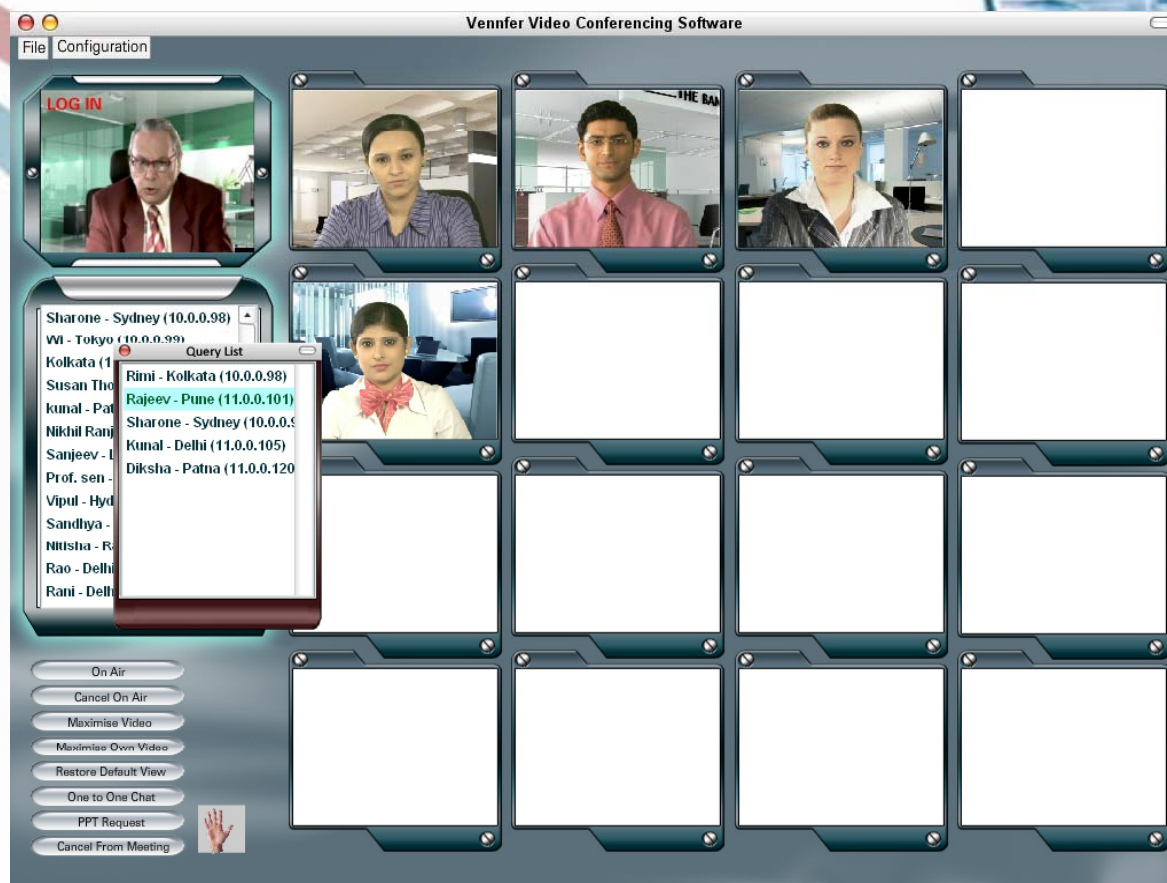 Vennfer Video Conferencing Software
File Configuration
LOG IN
THE BAN
Sharone - Sydney (10.0.0.98)
WI - Tokyo (10.0.0.99)
Kolkata (1
Susan Tho
kunal - Pat
Nikhil Ranj
Sanjeev - L
Prof. sen -
Vipul - Hyd
Sandhya -
Nitisha - Ra
Rao - Delhi
Rani - Delh
Query List
Rimi - Kolkata (10.0.0.98)
Rajeev - Pune (11.0.0.101)
Sharone - Sydney (10.0.0.9
Kunal - Delhi (11.0.0.105)
Diksha - Patna (11.0.0.120
On Air
Cancel On Air
Maximise Video
Maximise Own Video
Restore Default View
One to One Chat
PPT Request
Cancel From Meeting